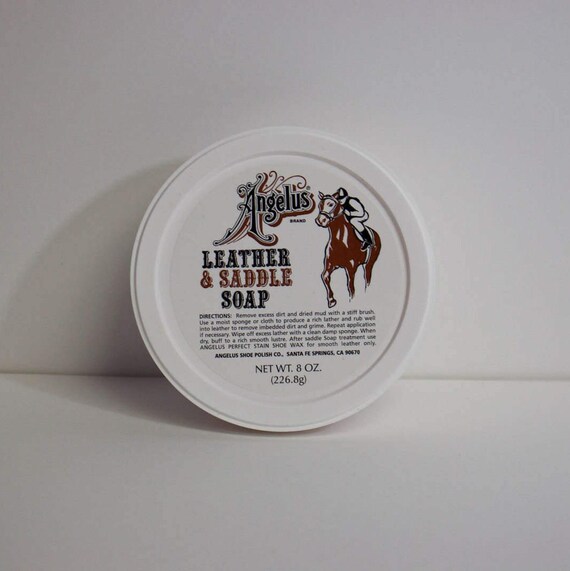 Angelus®
BRAND
LEATHER
& SADDLE
SOAP
DIRECTIONS: Remove excess dirt and dried mud with a stiff brush.
Use a moist sponge or cloth to produce a rich lather and rub well
into leather to remove imbedded dirt and grime. Repeat application
if necessary. Wipe off excess lather with a clean damp sponge. When
dry, buff to a rich smooth lustre. After saddle Soap treatment use
ANGELUS PERFECT STAIN SHOE WAX for smooth leather only.
ANGELUS SHOE POLISH CO., SANTA FE SPRINGS, CA 90670
NET WT. 8 OZ.
(226.8g)